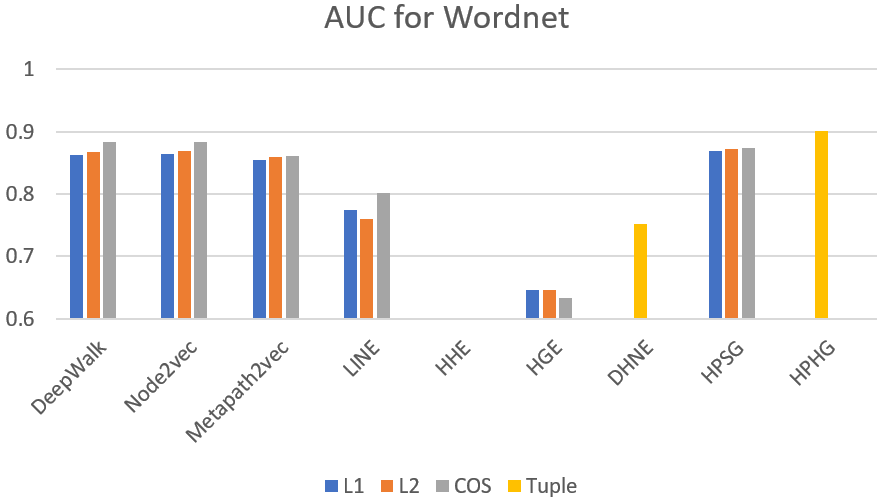 AUC for Wordnet
1
0.9
0.8
0.7
0.6
DeepWalk
Node2vec
Metapath2vec
LINE
HHE
HGE
DHNE
HPSG
HPHG
L1 L2 COS Tuple